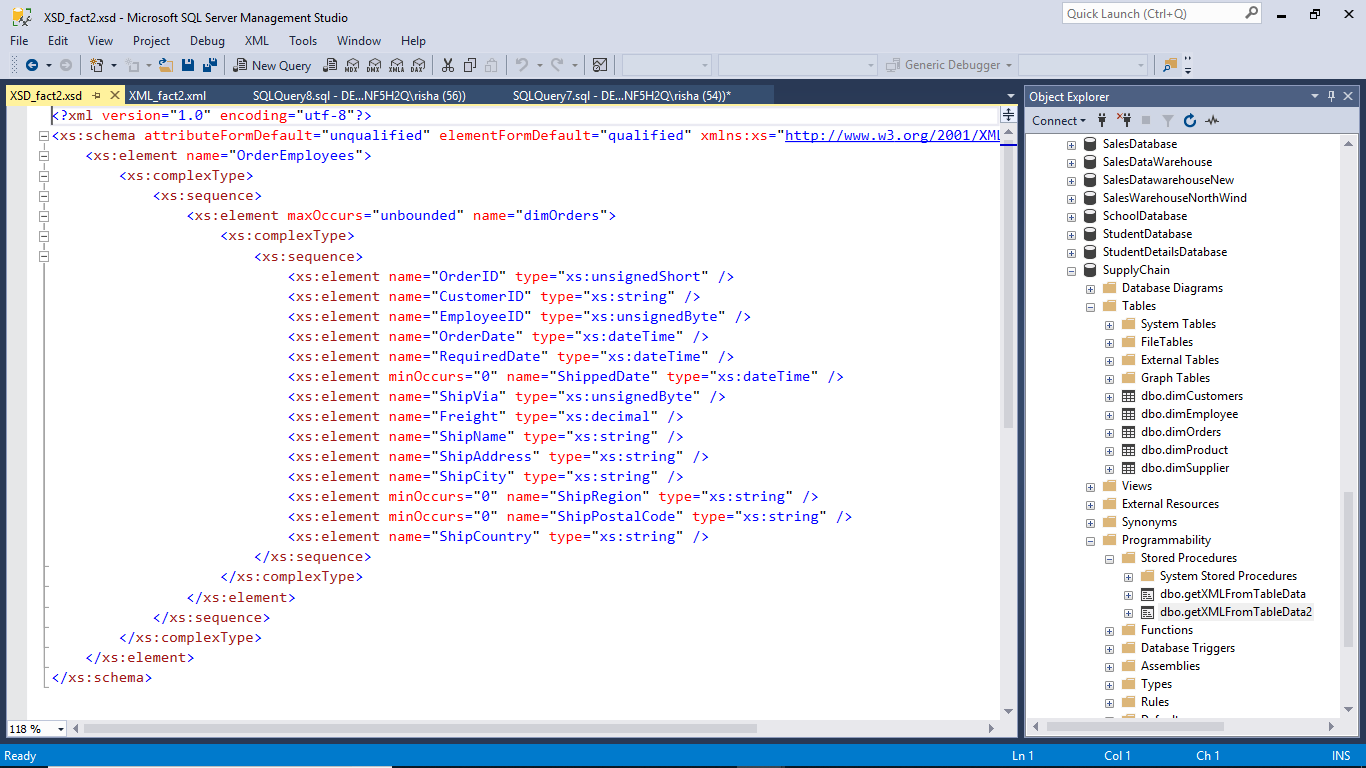 XSD_fact2.xsd - Microsoft SQL Server Management Studio
Quick Launch (Ctrl+Q)
File Edit View Project Debug XML Tools Window Help
New Query MDX DMX XMLA DAX Generic Debugger
XSD_fact2.xsd XML_fact2.xml SQLQuery8.sql - DE...NF5H2Q\risha (56)) SQLQuery7.sql - DE...NF5H2Q\risha (54))*
<?xml version="1.0" encoding="utf-8"?>
<xs:schema attributeFormDefault="unqualified" elementFormDefault="qualified" xmlns:xs="http://www.w3.org/2001/XML
<xs:element name="OrderEmployees">
<xs:complexType>
<xs:sequence>
<xs:element maxOccurs="unbounded" name="dimOrders">
<xs:complexType>
<xs:sequence>
<xs:element name="OrderID" type="xs:unsignedShort" />
<xs:element name="CustomerID" type="xs:string" />
<xs:element name="EmployeeID" type="xs:unsignedByte" />
<xs:element name="OrderDate" type="xs:dateTime" />
<xs:element name="RequiredDate" type="xs:dateTime" />
<xs:element minOccurs="0" name="ShippedDate" type="xs:dateTime" />
<xs:element name="ShipVia" type="xs:unsignedByte" />
<xs:element name="Freight" type="xs:decimal" />
<xs:element name="ShipName" type="xs:string" />
<xs:element name="ShipAddress" type="xs:string" />
<xs:element name="ShipCity" type="xs:string" />
<xs:element minOccurs="0" name="ShipRegion" type="xs:string" />
<xs:element minOccurs="0" name="ShipPostalCode" type="xs:string" />
<xs:element name="ShipCountry" type="xs:string" />
</xs:sequence>
</xs:complexType>
</xs:element>
</xs:sequence>
</xs:complexType>
</xs:element>
</xs:schema>
118 %
Object Explorer
Connect
SalesDatabase
SalesDataWarehouse
SalesDatawarehouseNew
SalesWarehouseNorthWind
SchoolDatabase
StudentDatabase
StudentDetailsDatabase
SupplyChain
Database Diagrams
Tables
System Tables
FileTables
External Tables
Graph Tables
dbo.dimCustomers
dbo.dimEmployee
dbo.dimOrders
dbo.dimProduct
dbo.dimSupplier
Views
External Resources
Synonyms
Programmability
Stored Procedures
System Stored Procedures
dbo.getXMLFromTableData
dbo.getXMLFromTableData2
Functions
Database Triggers
Assemblies
Types
Rules
Ready Ln 1 Col 1 Ch 1 INS